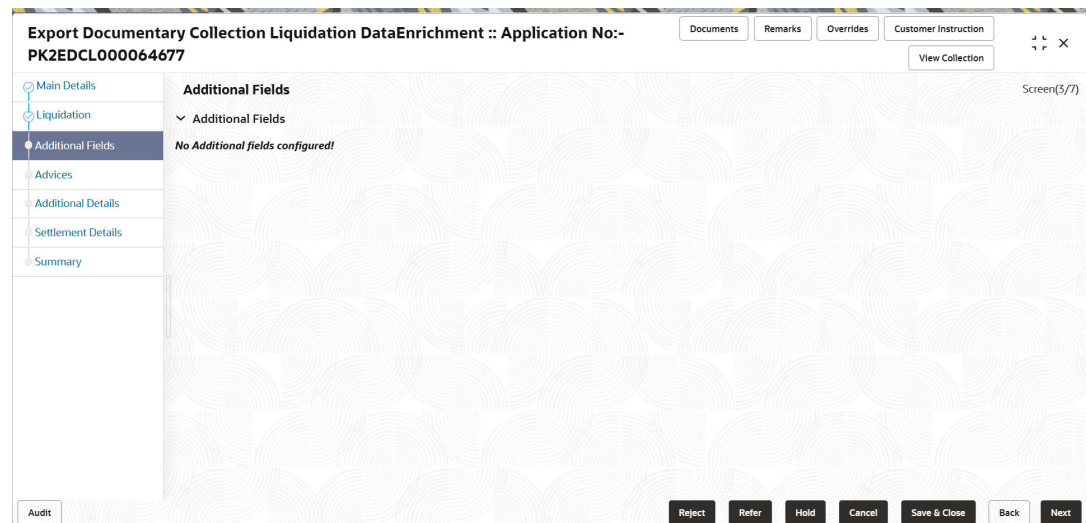 Export Documentary Collection Liquidation DataEnrichment :: Application No:-
PK2EDCL000064677
Documents
Remarks
Overrides
Customer Instruction
View Collection
Main Details
Liquidation
Additional Fields
Advices
Additional Details
Settlement Details
Summary
Additional Fields
Screen(3/7)
Additional Fields
No Additional fields configured!
Audit
Reject
Refer
Hold
Cancel
Save & Close
Back
Next